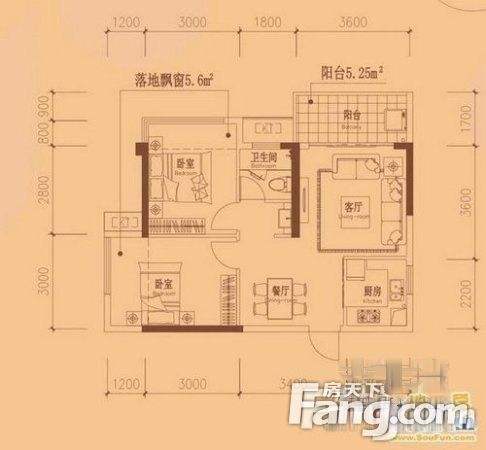 1200 3000 1800 3600
落地飘窗5.6㎡
阳台5.25㎡
900
800
2800
3000
1700
3600
2200
阳台
Balcony
卧室
Bedroom
卫生间
Bathroom
客厅
Living-room
卧室
Bedroom
餐厅
Dining-room
厨房
Kitchen
1200 3000
房天下
Fang.com
www.SouFun.com